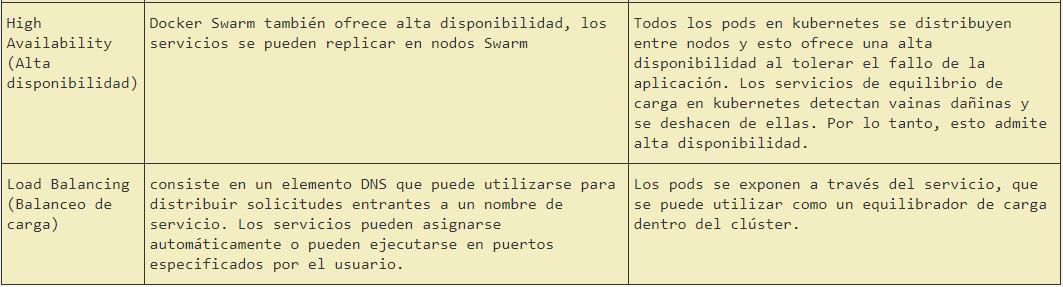 High
Availability
(Alta
disponibilidad)
Docker Swarm también ofrece alta disponibilidad, los
servicios se pueden replicar en nodos Swarm
Todos los pods en kubernetes se distribuyen
entre nodos y esto ofrece una alta
disponibilidad al tolerar el fallo de la
aplicación. Los servicios de equilibrio de
carga en kubernetes detectan vainas dañinas y
se deshacen de ellas. Por lo tanto, esto admite
alta disponibilidad.
Load Balancing
(Balanceo de
carga)
consiste en un elemento DNS que puede utilizarse para
distribuir solicitudes entrantes a un nombre de
servicio. Los servicios pueden asignarse
automáticamente o pueden ejecutarse en puertos
especificados por el usuario.
Los pods se exponen a través del servicio, que
se puede utilizar como un equilibrador de carga
dentro del clúster.